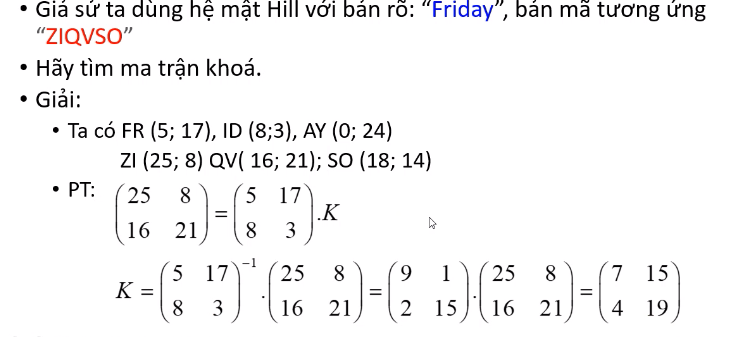 • Giả sử ta dùng hệ mật Hill với bản rõ: “Friday”, bản mã tương ứng
“ZIQVSO”
• Hãy tìm ma trận khoá.
• Giải:
• Ta có FR (5; 17), ID (8;3), AY (0; 24)
ZI (25; 8) QV( 16; 21); SO (18; 14)
• PT: (25 8; 16 21) = (5 17; 8 3) .K
K = (5 17; 8 3)⁻¹ . (25 8; 16 21) = (9 1; 2 15) . (25 8; 16 21) = (7 15; 4 19)